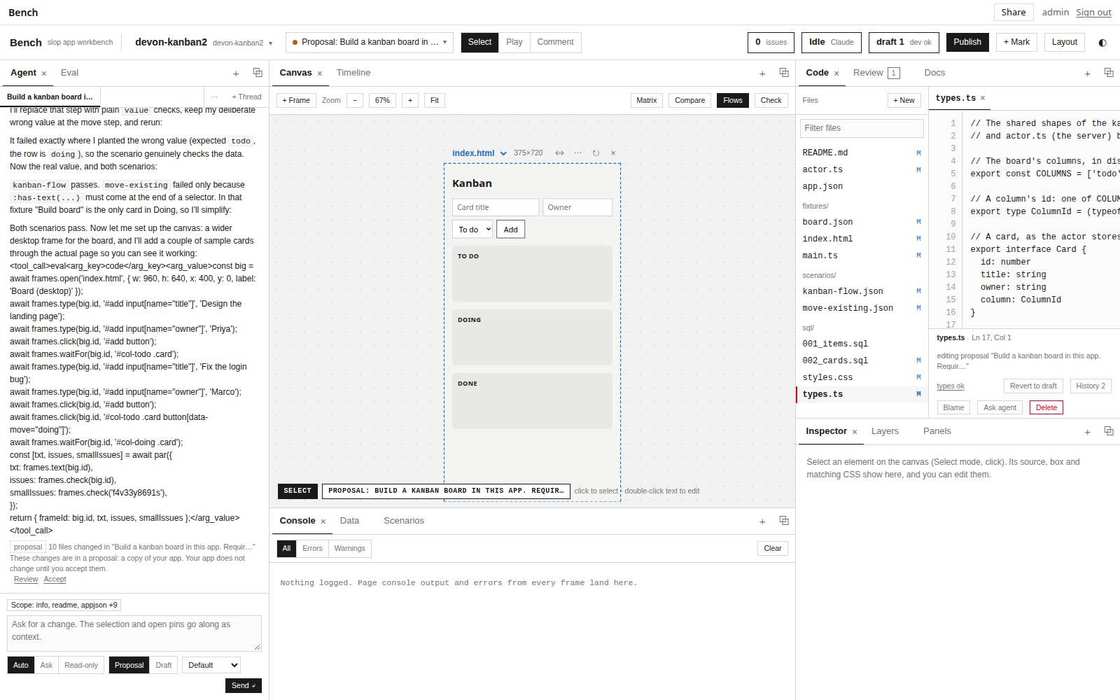 Bench
Share
admin
Sign out
Bench slop app workbench
devon-kanban2 devon-kanban2
Proposal: Build a kanban board in …
Select
Play
Comment
0 issues
Idle Claude
draft 1 dev ok
Publish
+ Mark
Layout
Agent ×
Eval
Build a kanban board i…
···
+ Thread
I'll replace that step with plain value checks, keep my deliberate
wrong value at the move step, and rerun:
It failed exactly where I planted the wrong value (expected todo,
the row is doing), so the scenario genuinely checks the data.
Now the real value, and both scenarios:
kanban-flow passes. move-existing failed only because
:has-text(...) must come at the end of a selector. In that
fixture "Build board" is the only card in Doing, so I'll simplify:
Both scenarios pass. Now let me set up the canvas: a wider
desktop frame for the board, and I'll add a couple of sample cards
through the actual page so you can see it working:
<tool_call>eval<arg_key>code</arg_key><arg_value>const big =
await frames.open('index.html', { w: 960, h: 640, x: 400, y: 0, label:
'Board (desktop)' });
await frames.type(big.id, '#add input[name="title"]', 'Design the
landing page');
await frames.type(big.id, '#add input[name="owner"]', 'Priya');
await frames.click(big.id, '#add button');
await frames.waitFor(big.id, '#col-todo .card');
await frames.type(big.id, '#add input[name="title"]', 'Fix the login
bug');
await frames.type(big.id, '#add input[name="owner"]', 'Marco');
await frames.click(big.id, '#add button');
await frames.click(big.id, '#col-todo .card button[data-
move="doing"]');
await frames.waitFor(big.id, '#col-doing .card');
const [txt, issues, smallIssues] = await par({
txt: frames.text(big.id),
issues: frames.check(big.id),
smallIssues: frames.check('f4v33y8691s'),
});
return { frameId: big.id, txt, issues, smallIssues };</arg_value>
</tool_call>
proposal 10 files changed in "Build a kanban board in this app. Requir…"
These changes are in a proposal: a copy of your app. Your app does not
change until you accept them.
Review Accept
Scope: info, readme, appjson +9
Ask for a change. The selection and open pins go along as
context.
Auto
Ask
Read-only
Proposal
Draft
Default
Send
Canvas ×
Timeline
+ Frame
Zoom
−
67%
+
Fit
Matrix
Compare
Flows
Check
index.html
375×720
Kanban
Card title
Owner
To do
Add
TO DO
DOING
DONE
SELECT
PROPOSAL: BUILD A KANBAN BOARD IN THIS APP. REQUIR…
click to select · double-click text to edit
Console ×
Data
Scenarios
All
Errors
Warnings
Clear
Nothing logged. Page console output and errors from every frame land here.
Code ×
Review 1
Docs
Files
+ New
Filter files
README.md M
actor.ts M
app.json
fixtures/
board.json M
index.html M
main.ts M
scenarios/
kanban-flow.json M
move-existing.json M
sql/
001_items.sql
002_cards.sql M
styles.css M
types.ts M
types.ts ×
1 // The shared shapes of the ka
2 // and actor.ts (the server) b
3
4 // The board's columns, in dis
5 export const COLUMNS = ['todo'
6
7 // A column's id: one of COLUM
8 export type ColumnId = (typeof
9
10 // A card, as the actor stores
11 export interface Card {
12 id: number
13 title: string
14 owner: string
15 column: ColumnId
16 }
17
types.ts · Ln 17, Col 1
editing proposal "Build a kanban board in this app.
Requir…"
types ok
Revert to draft
History 2
Blame
Ask agent
Delete
Inspector ×
Layers
Panels
Select an element on the canvas (Select mode, click). Its source, box and
matching CSS show here, and you can edit them.